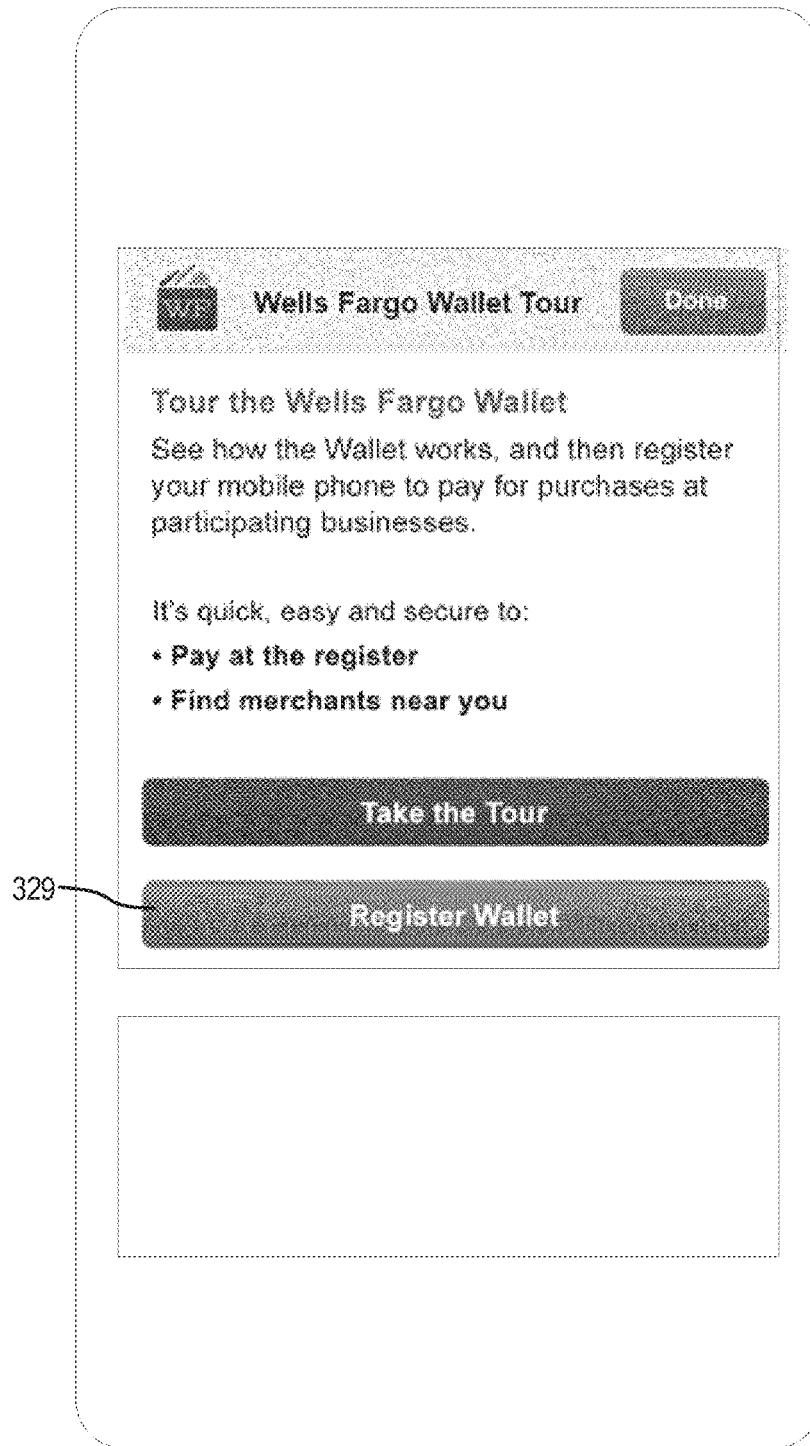 Wells Fargo Wallet Tour
Done
Tour the Wells Fargo Wallet
See how the Wallet works, and then register
your mobile phone to pay for purchases at
participating businesses.
It's quick, easy and secure to:
• Pay at the register
• Find merchants near you
Take the Tour
329
Register Wallet